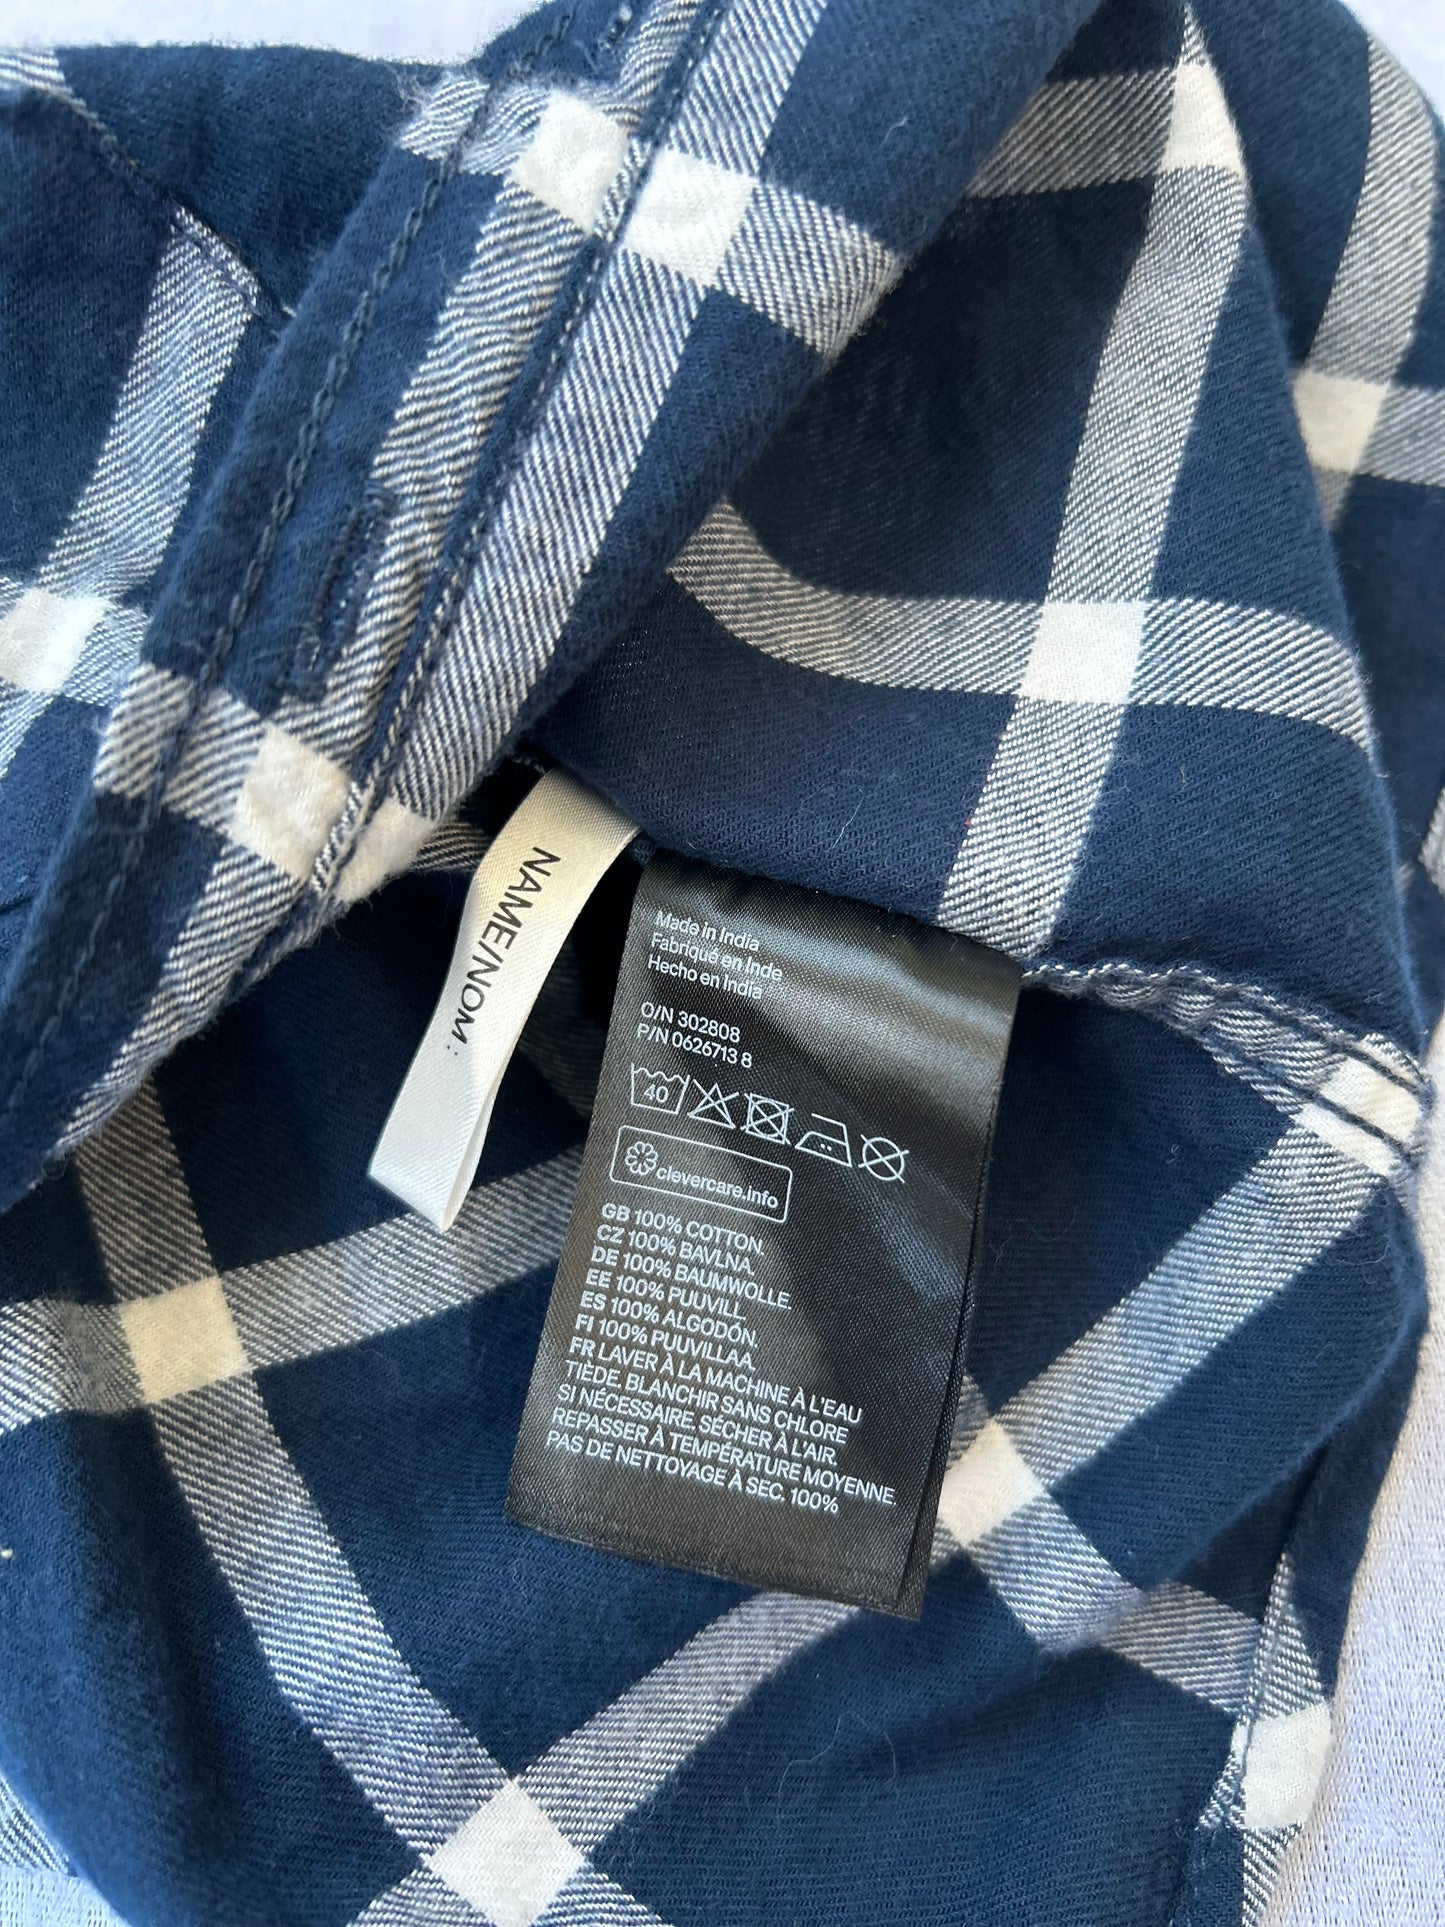 NAME/NOM:
Made in India
Fabriqué en Inde
Hecho en India
O/N 302808
P/N 0626713 8
40
clevercare.info
GB 100% COTTON.
CZ 100% BAVLNA.
DE 100% BAUMWOLLE.
EE 100% PUUVILL.
ES 100% ALGODÓN.
FI 100% PUUVILLAA.
FR LAVER À LA MACHINE À L'EAU
TIÈDE. BLANCHIR SANS CHLORE
SI NÉCESSAIRE. SÉCHER À L'AIR.
REPASSER À TEMPÉRATURE MOYENNE.
PAS DE NETTOYAGE À SEC. 100%